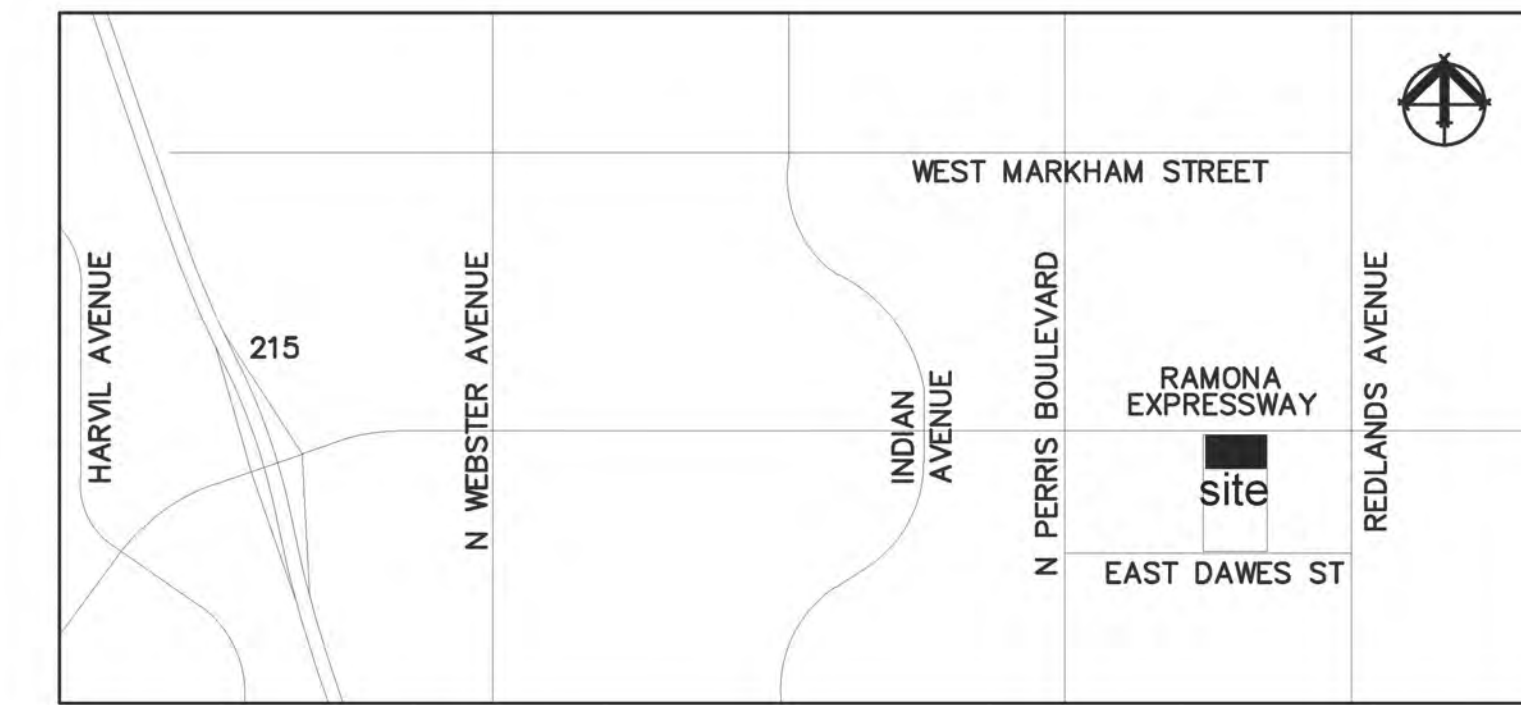 WEST MARKHAM STREET
HARVIL AVENUE
215
N WEBSTER AVENUE
INDIAN
AVENUE
N PERRIS BOULEVARD
RAMONA
EXPRESSWAY
REDLANDS AVENUE
site
EAST DAWES ST